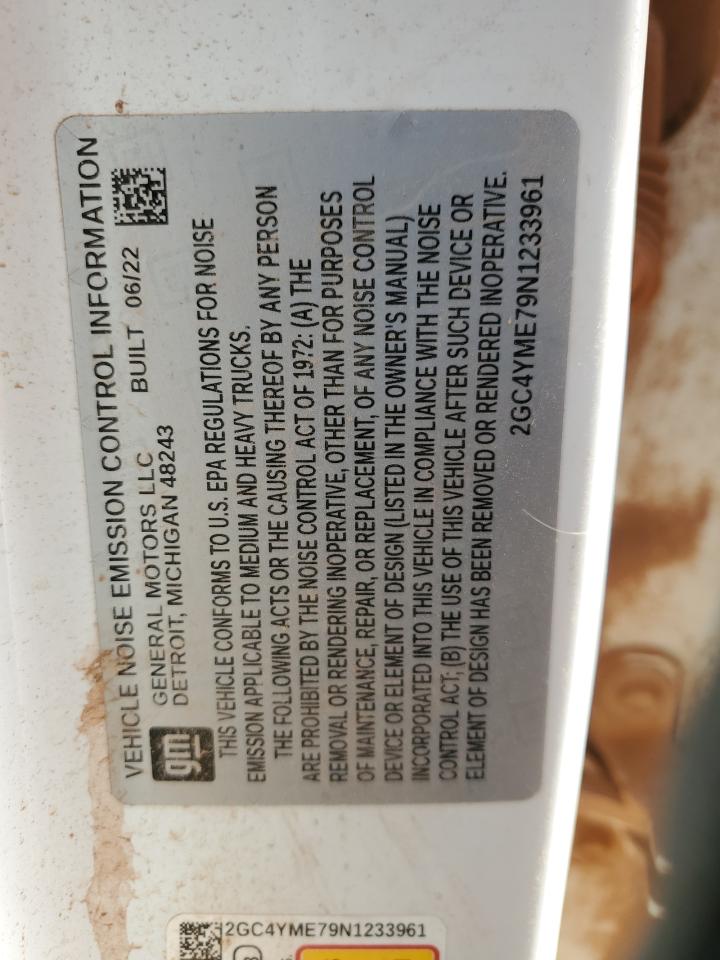 VEHICLE NOISE EMISSION CONTROL INFORMATION
gm
GENERAL MOTORS LLC BUILT 06/22
DETROIT, MICHIGAN 48243
THIS VEHICLE CONFORMS TO U.S. EPA REGULATIONS FOR NOISE
EMISSION APPLICABLE TO MEDIUM AND HEAVY TRUCKS.
THE FOLLOWING ACTS OR THE CAUSING THEREOF BY ANY PERSON
ARE PROHIBITED BY THE NOISE CONTROL ACT OF 1972: (A) THE
REMOVAL OR RENDERING INOPERATIVE, OTHER THAN FOR PURPOSES
OF MAINTENANCE, REPAIR, OR REPLACEMENT, OF ANY NOISE CONTROL
DEVICE OR ELEMENT OF DESIGN (LISTED IN THE OWNER'S MANUAL)
INCORPORATED INTO THIS VEHICLE IN COMPLIANCE WITH THE NOISE
CONTROL ACT; (B) THE USE OF THIS VEHICLE AFTER SUCH DEVICE OR
ELEMENT OF DESIGN HAS BEEN REMOVED OR RENDERED INOPERATIVE.
2GC4YME79N1233961
2GC4YME79N1233961